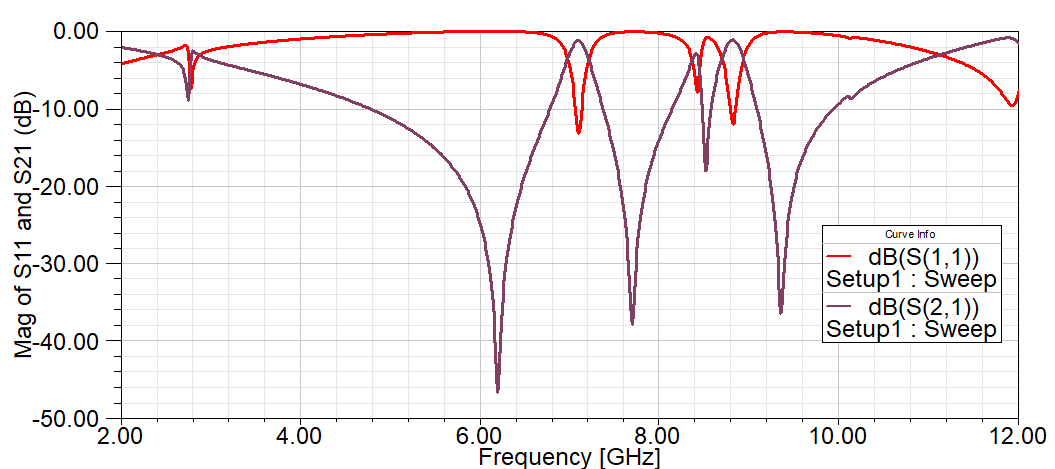 Mag of S11 and S21 (dB)
0.00
-10.00
-20.00
-30.00
-40.00
-50.00
Curve Info
dB(S(1,1))
Setup1 : Sweep
dB(S(2,1))
Setup1 : Sweep
2.00 4.00 6.00 8.00 10.00 12.00
Frequency [GHz]